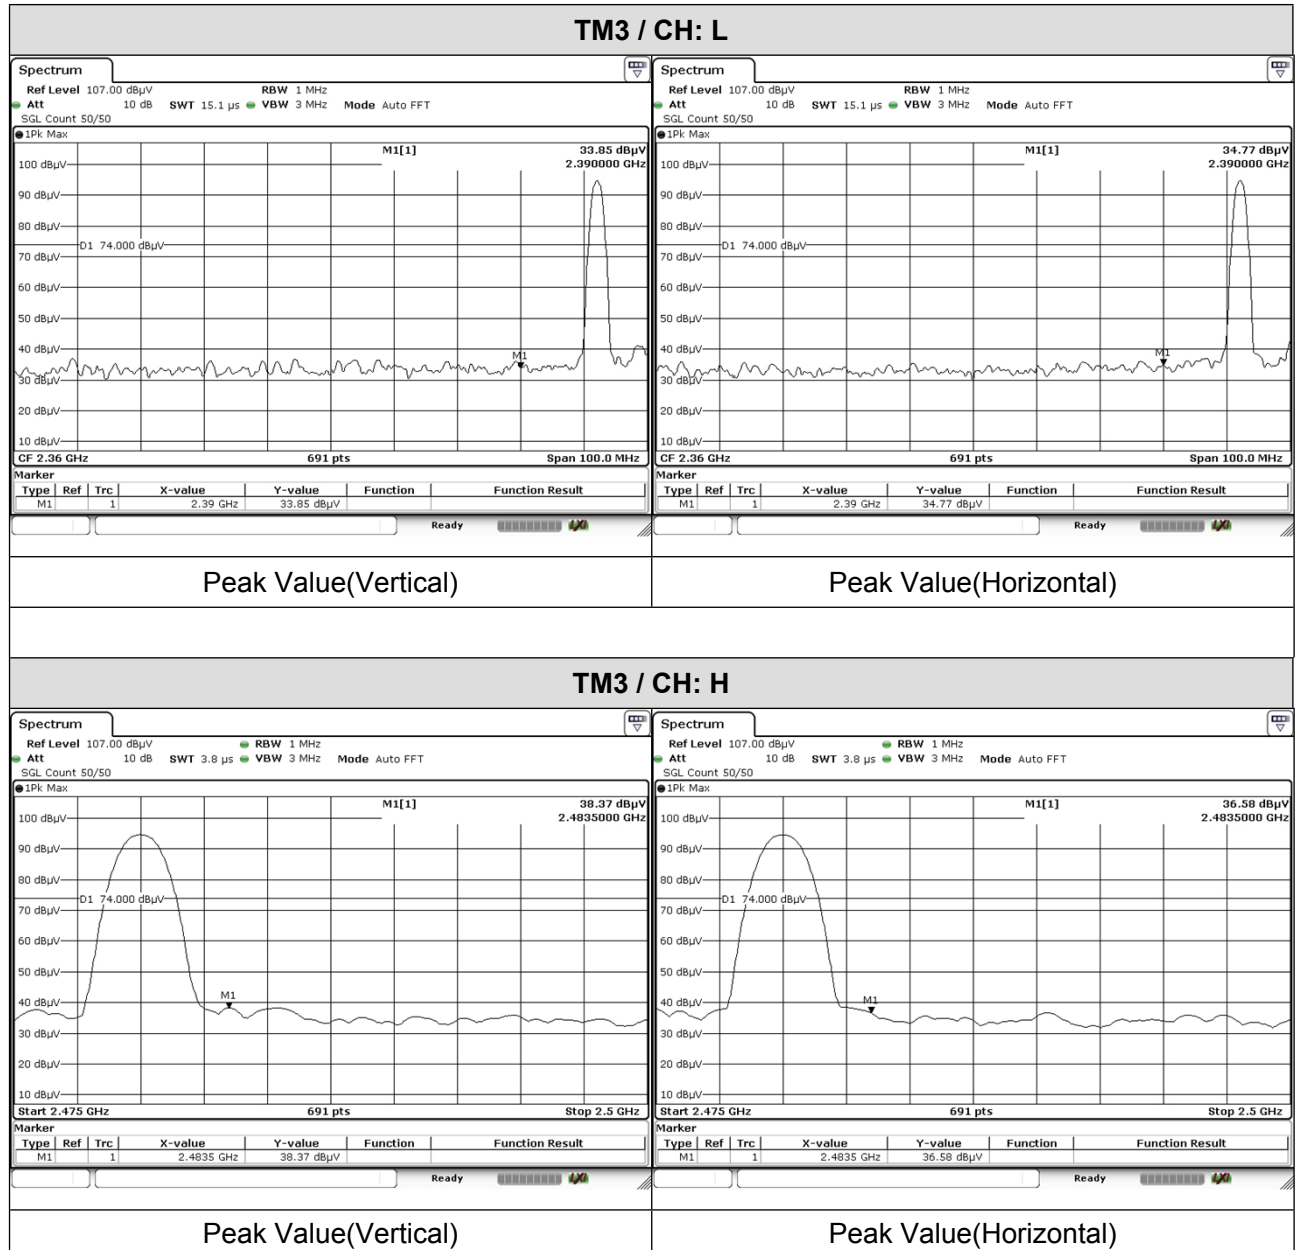 TM3 / CH: L
Spectrum
Ref Level 107.00 dBµV RBW 1 MHz
Att 10 dB SWT 15.1 µs VBW 3 MHz Mode Auto FFT
SGL Count 50/50
1Pk Max
M1[1] 33.85 dBµV
2.390000 GHz
100 dBµV
90 dBµV
80 dBµV
D1 74.000 dBµV
70 dBµV
60 dBµV
50 dBµV
40 dBµV
M1
30 dBµV
20 dBµV
10 dBµV
CF 2.36 GHz 691 pts Span 100.0 MHz
Marker
Type Ref Trc X-value Y-value Function Function Result
M1 1 2.39 GHz 33.85 dBµV
Ready LXI
Peak Value(Vertical)
Spectrum
Ref Level 107.00 dBµV RBW 1 MHz
Att 10 dB SWT 15.1 µs VBW 3 MHz Mode Auto FFT
SGL Count 50/50
1Pk Max
M1[1] 34.77 dBµV
2.390000 GHz
100 dBµV
90 dBµV
80 dBµV
D1 74.000 dBµV
70 dBµV
60 dBµV
50 dBµV
40 dBµV
M1
30 dBµV
20 dBµV
10 dBµV
CF 2.36 GHz 691 pts Span 100.0 MHz
Marker
Type Ref Trc X-value Y-value Function Function Result
M1 1 2.39 GHz 34.77 dBµV
Ready LXI
Peak Value(Horizontal)
TM3 / CH: H
Spectrum
Ref Level 107.00 dBµV RBW 1 MHz
Att 10 dB SWT 3.8 µs VBW 3 MHz Mode Auto FFT
SGL Count 50/50
1Pk Max
M1[1] 38.37 dBµV
2.4835000 GHz
100 dBµV
90 dBµV
80 dBµV
D1 74.000 dBµV
70 dBµV
60 dBµV
50 dBµV
40 dBµV
M1
30 dBµV
20 dBµV
10 dBµV
Start 2.475 GHz 691 pts Stop 2.5 GHz
Marker
Type Ref Trc X-value Y-value Function Function Result
M1 1 2.4835 GHz 38.37 dBµV
Ready LXI
Peak Value(Vertical)
Spectrum
Ref Level 107.00 dBµV RBW 1 MHz
Att 10 dB SWT 3.8 µs VBW 3 MHz Mode Auto FFT
SGL Count 50/50
1Pk Max
M1[1] 36.58 dBµV
2.4835000 GHz
100 dBµV
90 dBµV
80 dBµV
D1 74.000 dBµV
70 dBµV
60 dBµV
50 dBµV
40 dBµV
M1
30 dBµV
20 dBµV
10 dBµV
Start 2.475 GHz 691 pts Stop 2.5 GHz
Marker
Type Ref Trc X-value Y-value Function Function Result
M1 1 2.4835 GHz 36.58 dBµV
Ready LXI
Peak Value(Horizontal)